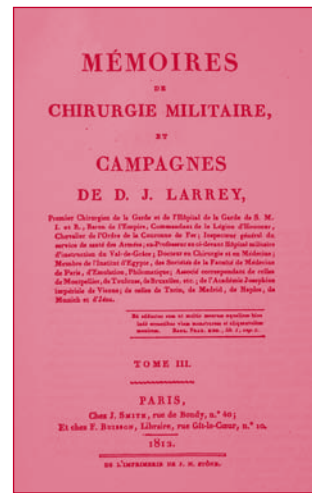 MÉMOIRES
DE
CHIRURGIE MILITAIRE,
ET
CAMPAGNES
DE D. J. LARREY,
Premier Chirurgien de la Garde et de l'Hôpital de la Garde de S. M.
I. et R., Baron de l'Empire, Commandant de la Légion d'Honneur,
Chevalier de l'Ordre de la Couronne de Fer; Inspecteur général du
service de santé des Armées; ex-Professeur au ci-devant Hôpital militaire
d'instruction du Val-de-Grâce; Docteur en Chirurgie et en Médecine;
Membre de l'Institut d'Égypte, des Sociétés de la Faculté de Médecine
de Paris, d'Émulation, Philomatique; Associé correspondant de celles
de Montpellier, de Toulouse, de Bruxelles, etc.; de l'Académie Joséphine
impériale de Vienne; de celles de Turin, de Madrid, de Naples, de
Munich et d'Jéna.
TOME III.
PARIS,
Chez J. SMITH, rue de Bondy, n.° 40;
Et chez F. BUISSON, Libraire, rue Gît-le-Cœur, n.° 10.
1812.
DE L'IMPRIMERIE DE J. H. STÔNE.